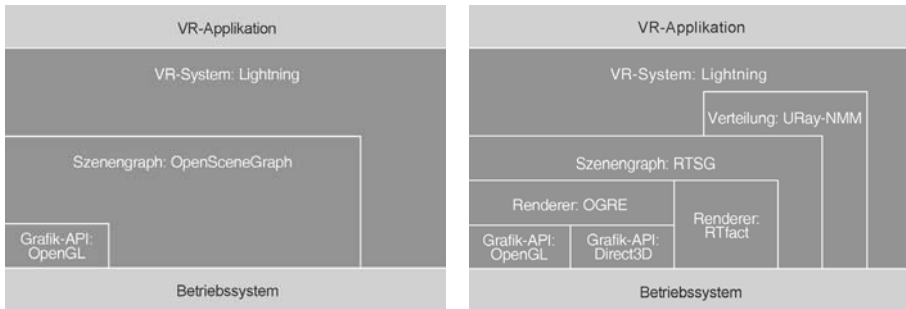 VR-Applikation
VR-System: Lightning
Szenengraph: OpenSceneGraph
Grafik-API:
OpenGL
Betriebssystem
VR-Applikation
VR-System: Lightning
Verteilung: URay-NMM
Szenengraph: RTSG
Renderer: OGRE
Renderer:
RTfact
Grafik-API:
OpenGL
Grafik-API:
Direct3D
Betriebssystem